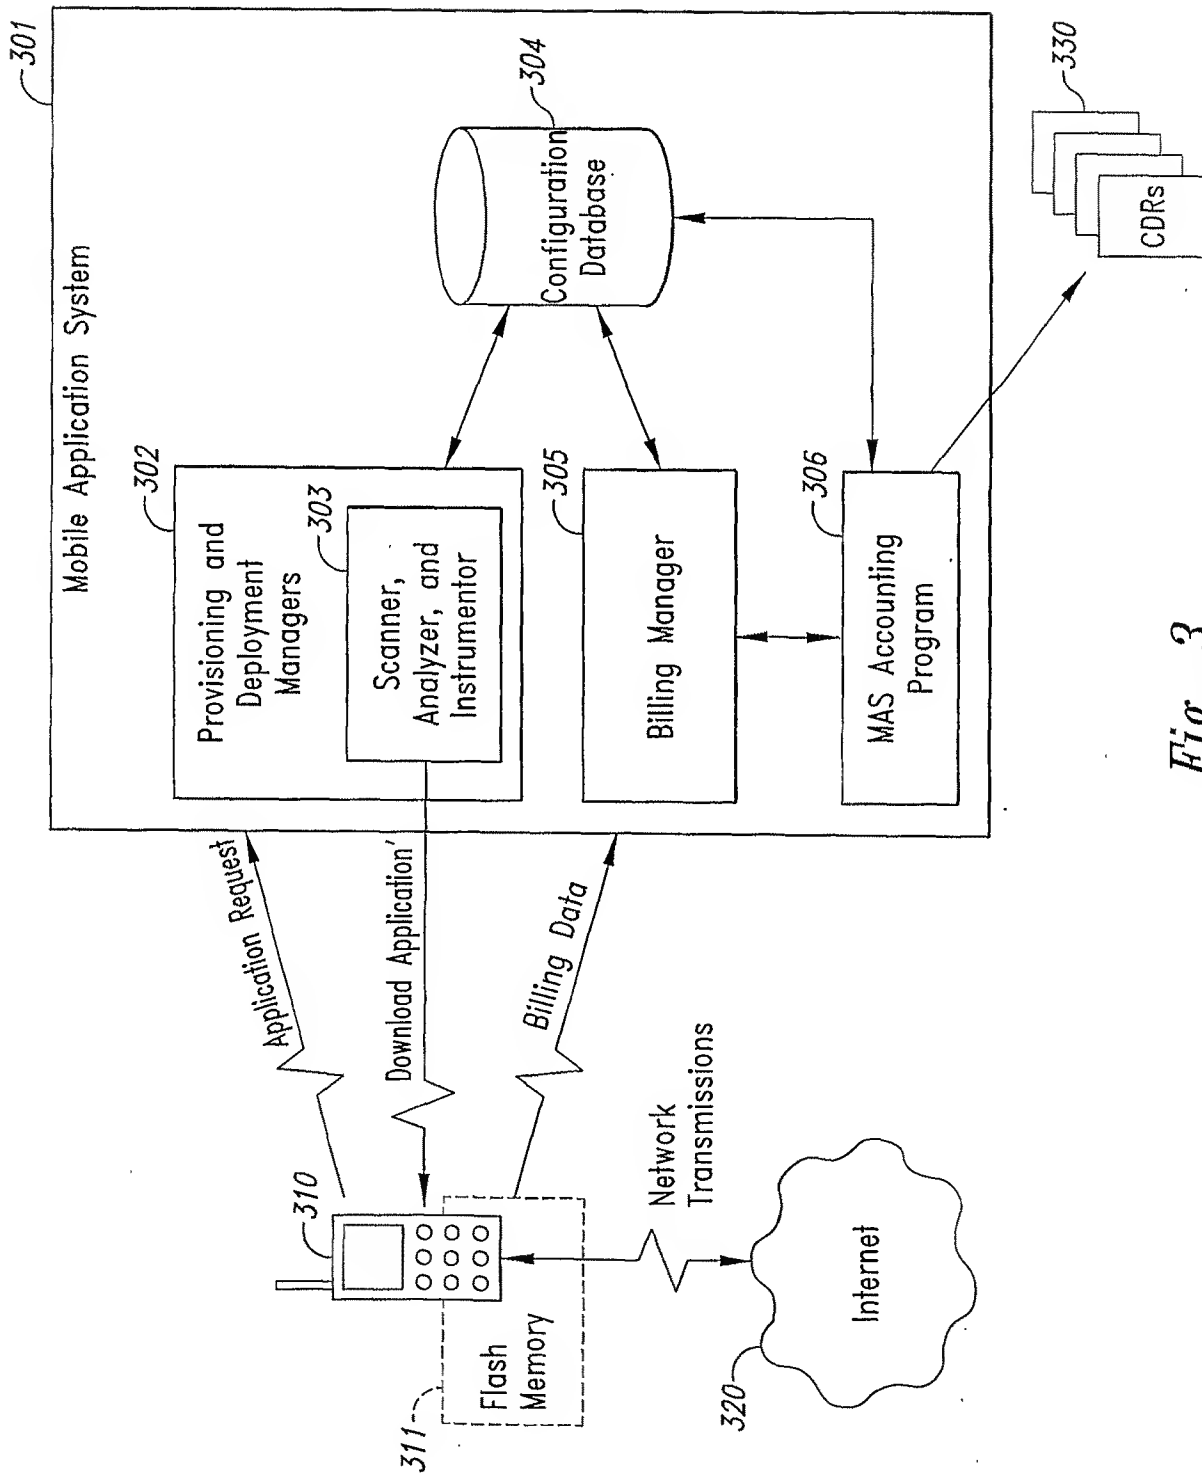 301
Mobile Application System
302
Provisioning and
Deployment
Managers
303
Scanner,
Analyzer, and
Instrumentor
304
Configuration
Database
305
Billing Manager
306
MAS Accounting
Program
330
CDRs
Application Request
Download Application'
Billing Data
310
311
Flash
Memory
Network
Transmissions
320
Internet
Fig. 3